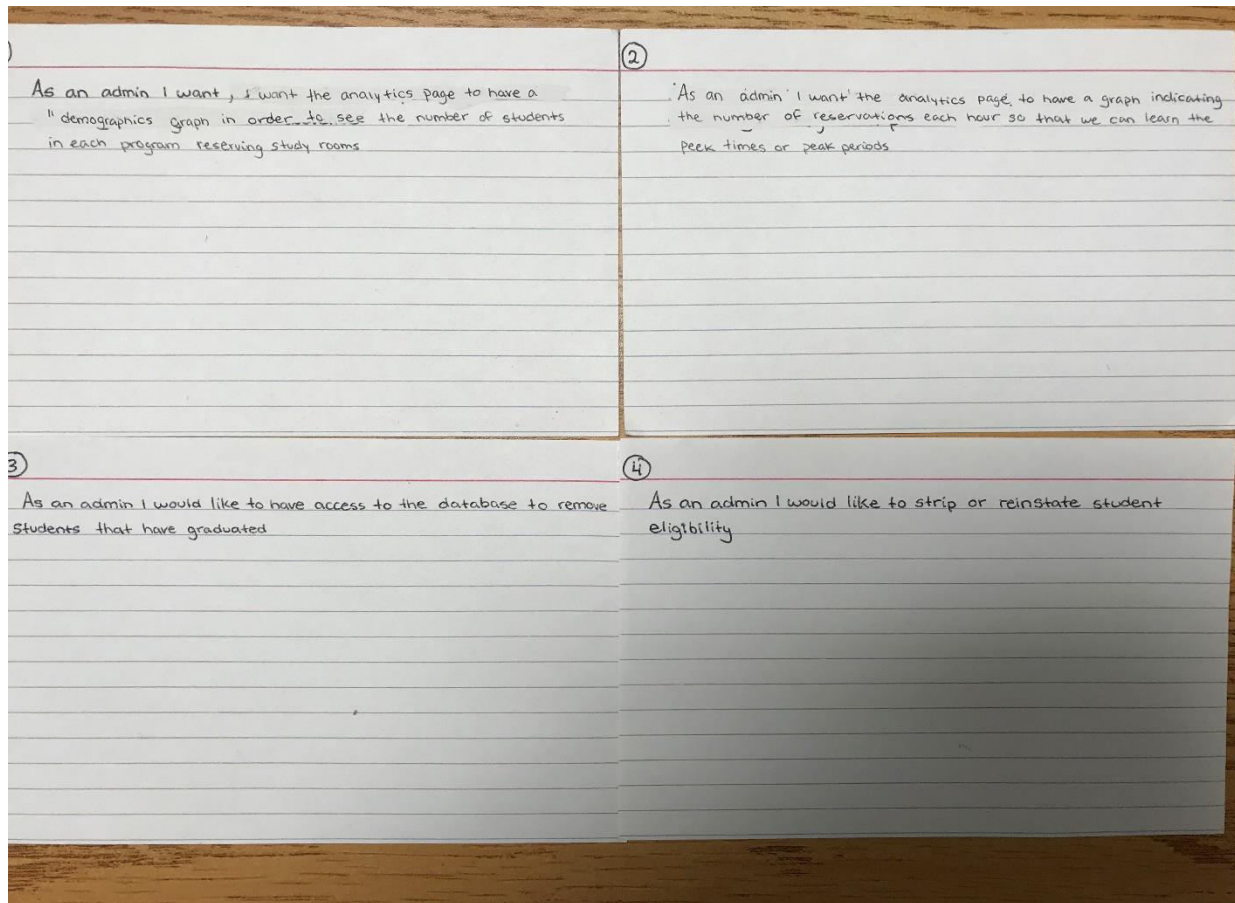 )
As an admin I want, I want the analytics page to have a
" demographics graph in order to see the number of students
in each program reserving study rooms
②
As an admin I want the analytics page, to have a graph indicating
the number of reservations each hour so that we can learn the
peek times or peak periods
3
As an admin I would like to have access to the database to remove
students that have graduated
④
As an admin I would like to strip or reinstate student
eligibility